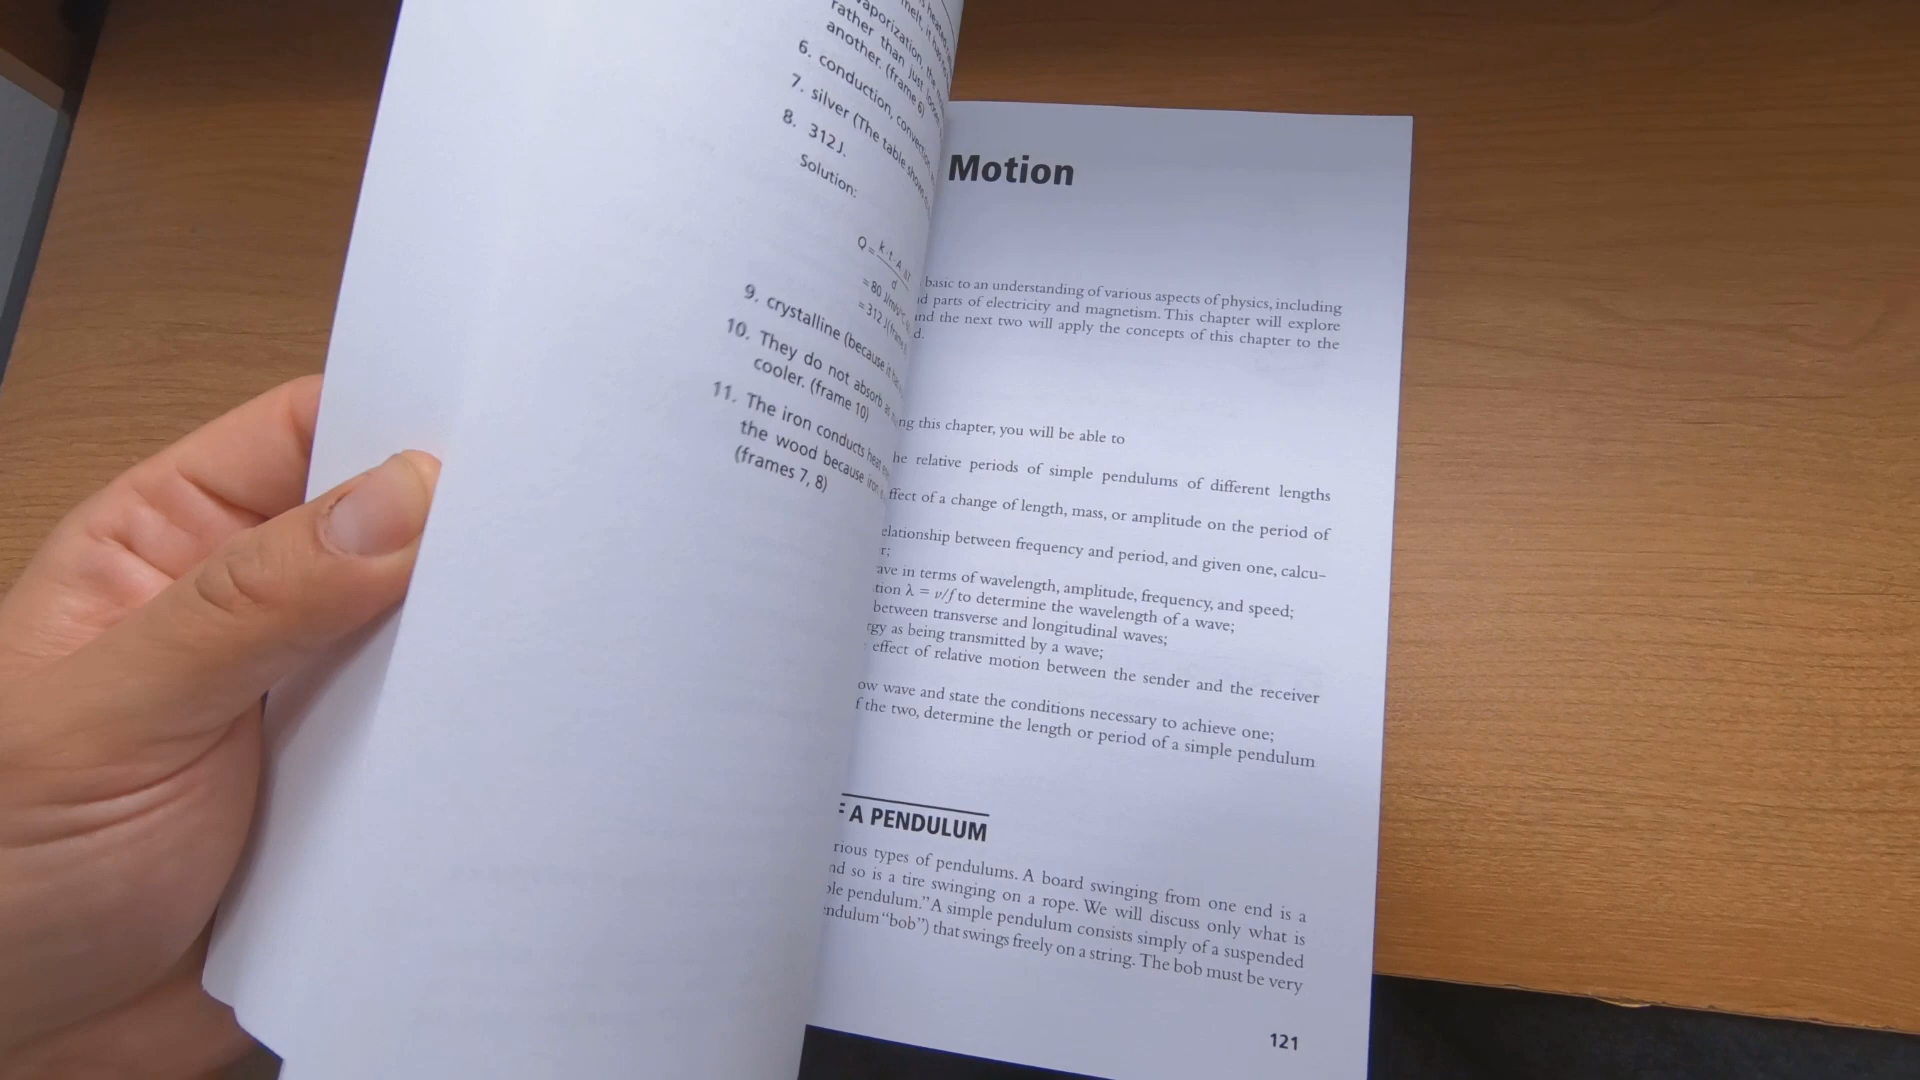 melt, it has
vaporization, the
rather than just
another. (frame 6)
6. conduction, convection,
7. silver (The table shows
8. 312 J.
Solution:
Q = k · t · A · ΔT
d
= 80
= 312 J (frame
9. crystalline (because it has
10. They do not absorb as
cooler. (frame 10)
11. The iron conducts heat
the wood because iron
(frames 7, 8)
Motion
basic to an understanding of various aspects of physics, including
d parts of electricity and magnetism. This chapter will explore
and the next two will apply the concepts of this chapter to the
d.
ng this chapter, you will be able to
he relative periods of simple pendulums of different lengths
ffect of a change of length, mass, or amplitude on the period of
elationship between frequency and period, and given one, calcu-
r;
ave in terms of wavelength, amplitude, frequency, and speed;
tion λ = v/f to determine the wavelength of a wave;
between transverse and longitudinal waves;
rgy as being transmitted by a wave;
effect of relative motion between the sender and the receiver
ow wave and state the conditions necessary to achieve one;
f the two, determine the length or period of a simple pendulum
F A PENDULUM
rious types of pendulums. A board swinging from one end is a
nd so is a tire swinging on a rope. We will discuss only what is
ple pendulum." A simple pendulum consists simply of a suspended
endulum "bob") that swings freely on a string. The bob must be very
121